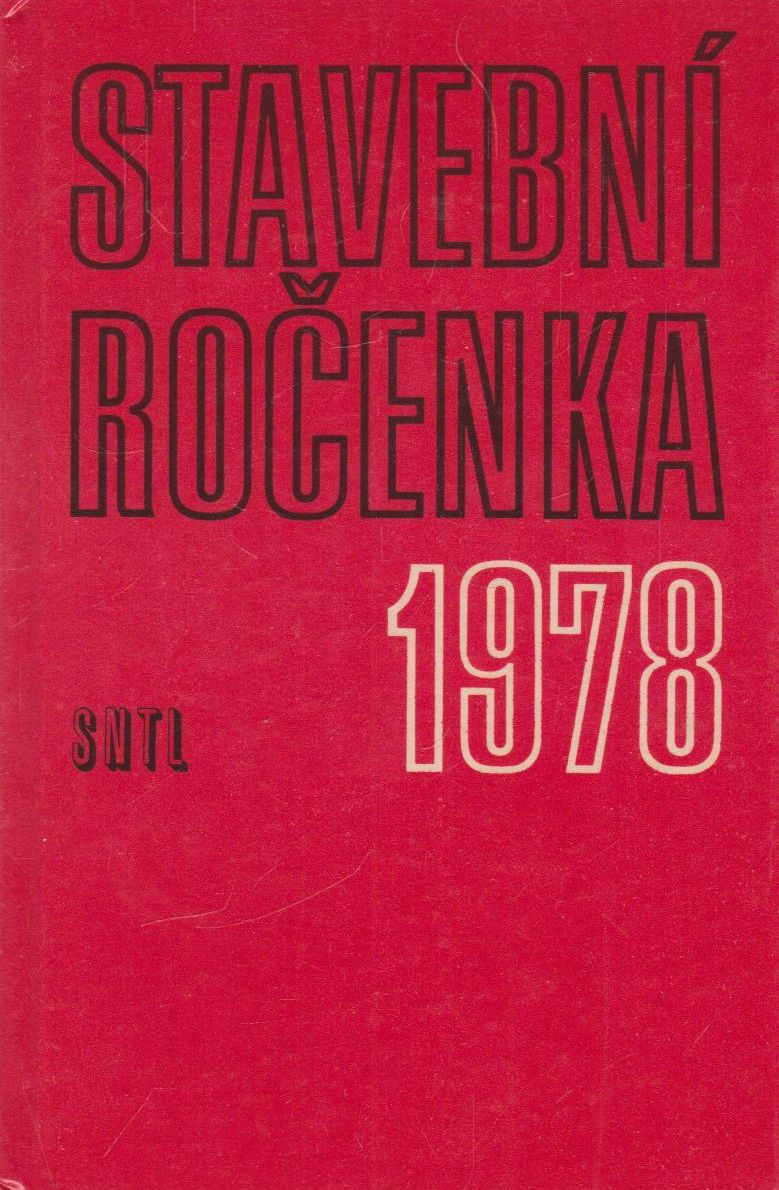 STAVEBNÍ
ROČENKA
1978
SNTL